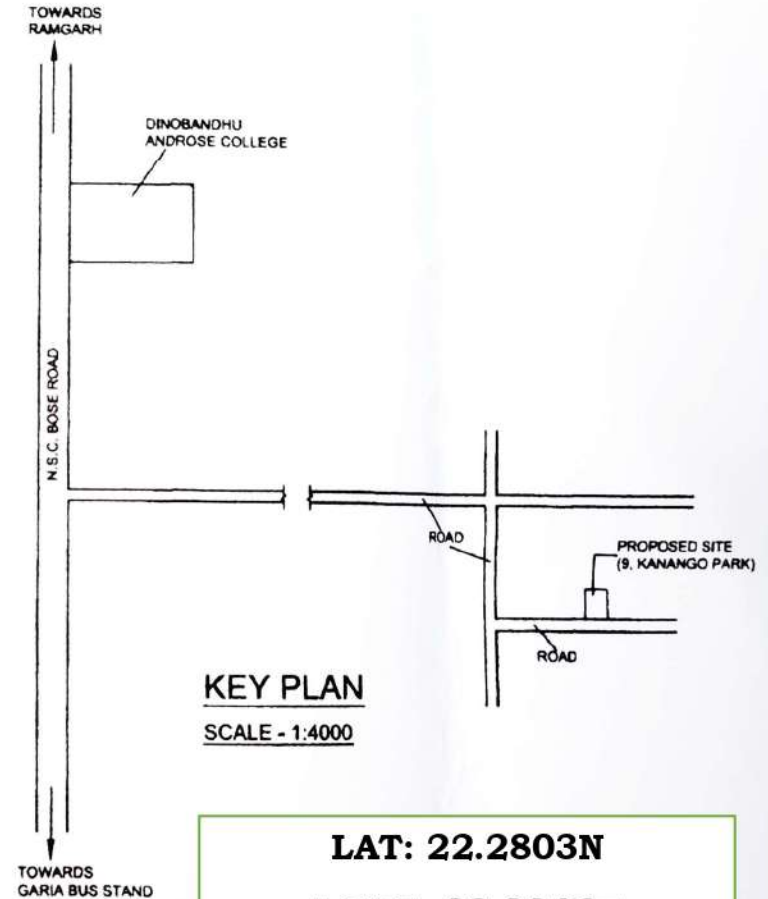 TOWARDS
RAMGARH
DINOBANDHU
ANDROSE COLLEGE
N.S.C. BOSE ROAD
ROAD
PROPOSED SITE
(9, KANANGO PARK)
ROAD
KEY PLAN
SCALE - 1:4000
LAT: 22.2803N
TOWARDS
GARIA BUS STAND